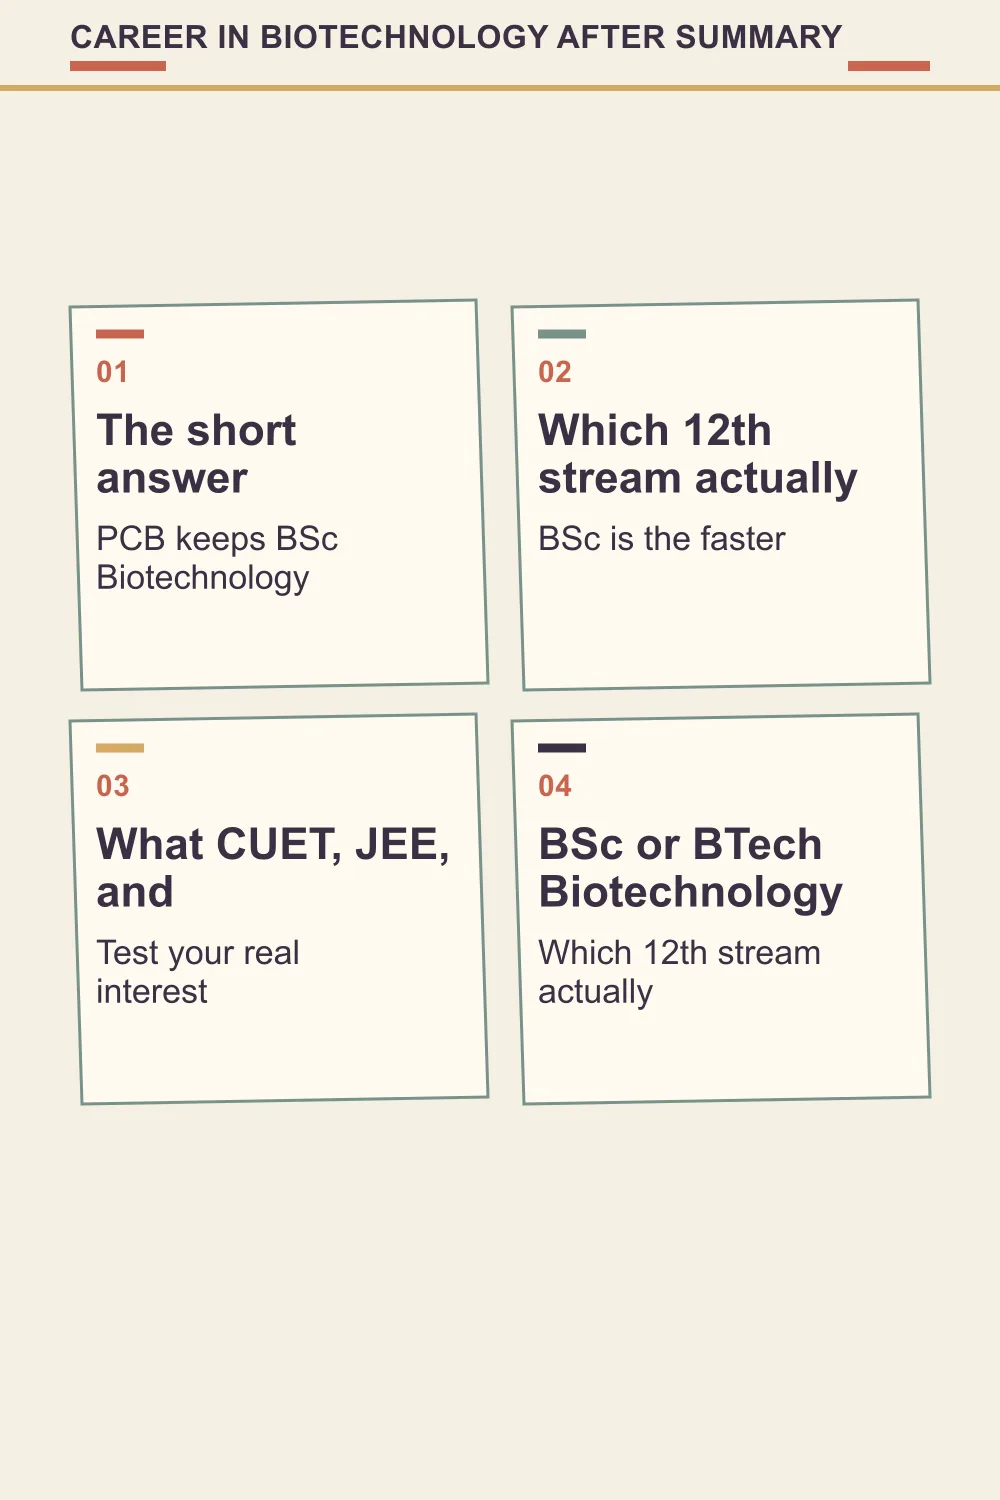 CAREER IN BIOTECHNOLOGY AFTER SUMMARY
01
The short
answer
PCB keeps BSc
Biotechnology
02
Which 12th
stream actually
BSc is the faster
03
What CUET, JEE,
and
Test your real
interest
04
BSc or BTech
Biotechnology
Which 12th stream
actually